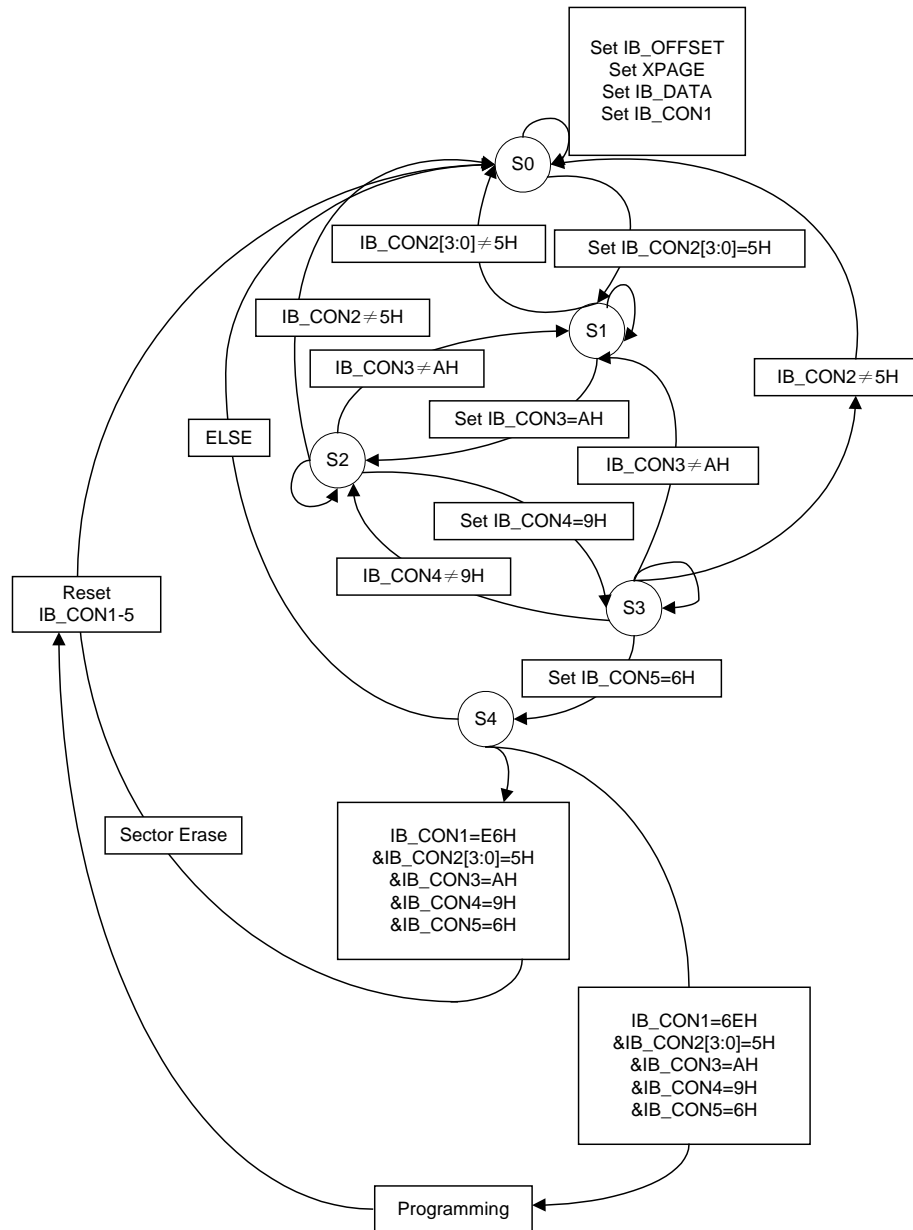 Set IB_OFFSET
Set XPAGE
Set IB_DATA
Set IB_CON1
S0
IB_CON2[3:0]≠5H
Set IB_CON2[3:0]=5H
IB_CON2≠5H
S1
IB_CON3≠AH
IB_CON2≠5H
Set IB_CON3=AH
ELSE
S2
IB_CON3≠AH
Set IB_CON4=9H
IB_CON4≠9H
Reset
IB_CON1-5
S3
Set IB_CON5=6H
S4
Sector Erase
IB_CON1=E6H
&IB_CON2[3:0]=5H
&IB_CON3=AH
&IB_CON4=9H
&IB_CON5=6H
IB_CON1=6EH
&IB_CON2[3:0]=5H
&IB_CON3=AH
&IB_CON4=9H
&IB_CON5=6H
Programming